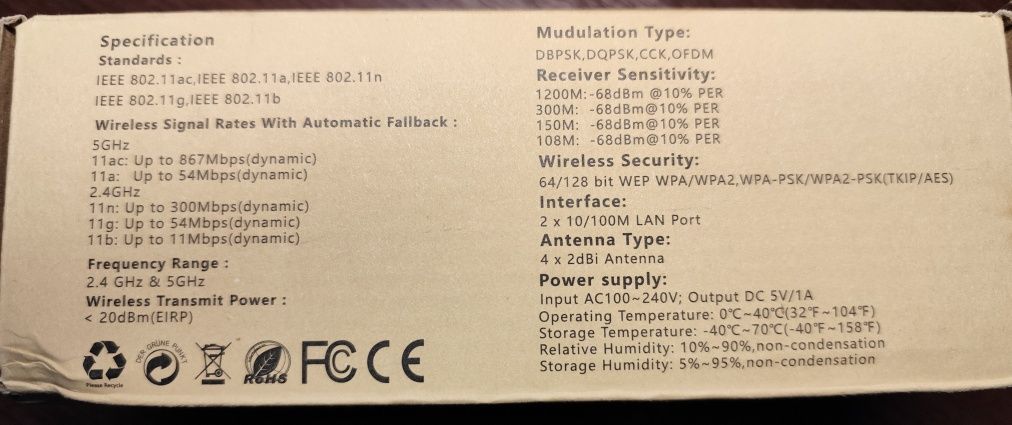 Specification
Standards :
IEEE 802.11ac,IEEE 802.11a,IEEE 802.11n
IEEE 802.11g,IEEE 802.11b
Wireless Signal Rates With Automatic Fallback :
5GHz
11ac: Up to 867Mbps(dynamic)
11a: Up to 54Mbps(dynamic)
2.4GHz
11n: Up to 300Mbps(dynamic)
11g: Up to 54Mbps(dynamic)
11b: Up to 11Mbps(dynamic)
Frequency Range :
2.4 GHz & 5GHz
Wireless Transmit Power :
< 20dBm(EIRP)
Please Recycle
DER GRÜNE PUNKT
RoHS
FC CE
Mudulation Type:
DBPSK,DQPSK,CCK,OFDM
Receiver Sensitivity:
1200M:-68dBm @10% PER
300M: -68dBm@10% PER
150M: -68dBm@10% PER
108M: -68dBm@10% PER
Wireless Security:
64/128 bit WEP WPA/WPA2,WPA-PSK/WPA2-PSK(TKIP/AES)
Interface:
2 x 10/100M LAN Port
Antenna Type:
4 x 2dBi Antenna
Power supply:
Input AC100~240V; Output DC 5V/1A
Operating Temperature: 0℃~40℃(32℉~104℉)
Storage Temperature: -40℃~70℃(-40℉~158℉)
Relative Humidity: 10%~90%,non-condensation
Storage Humidity: 5%~95%,non-condensation